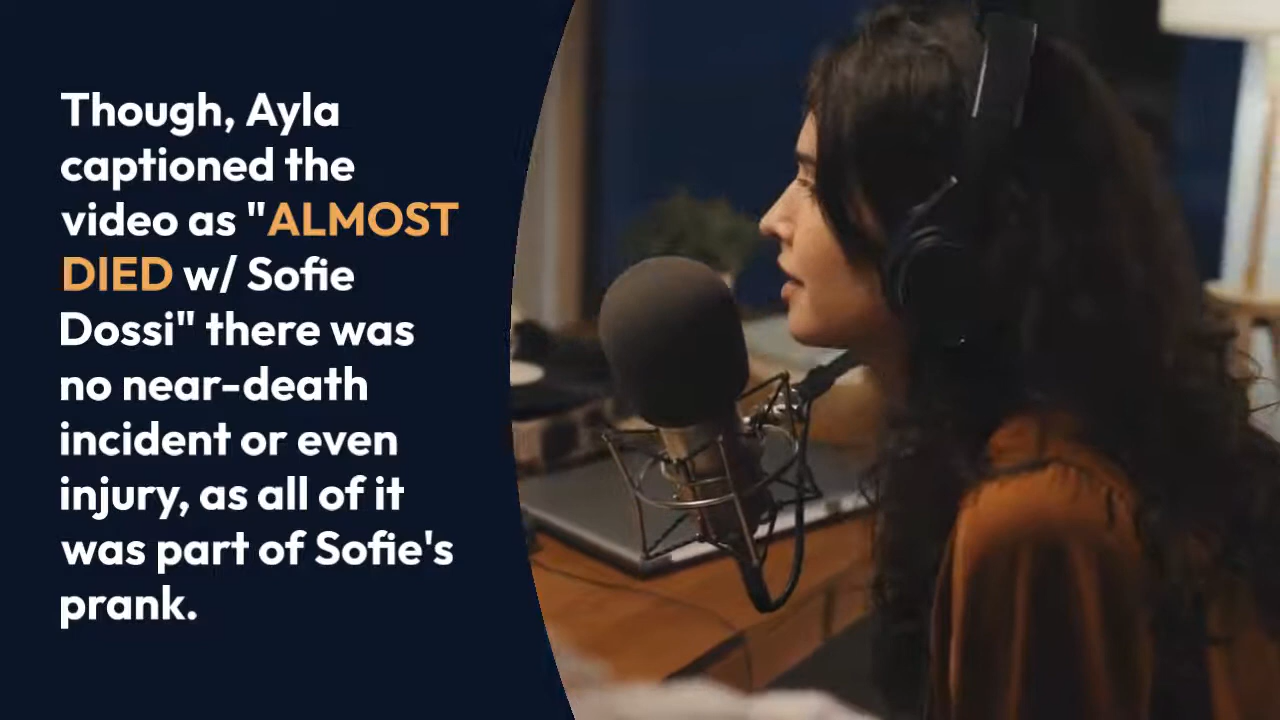 Though, Ayla
captioned the
video as "ALMOST
DIED w/ Sofie
Dossi" there was
no near-death
incident or even
injury, as all of it
was part of Sofie's
prank.